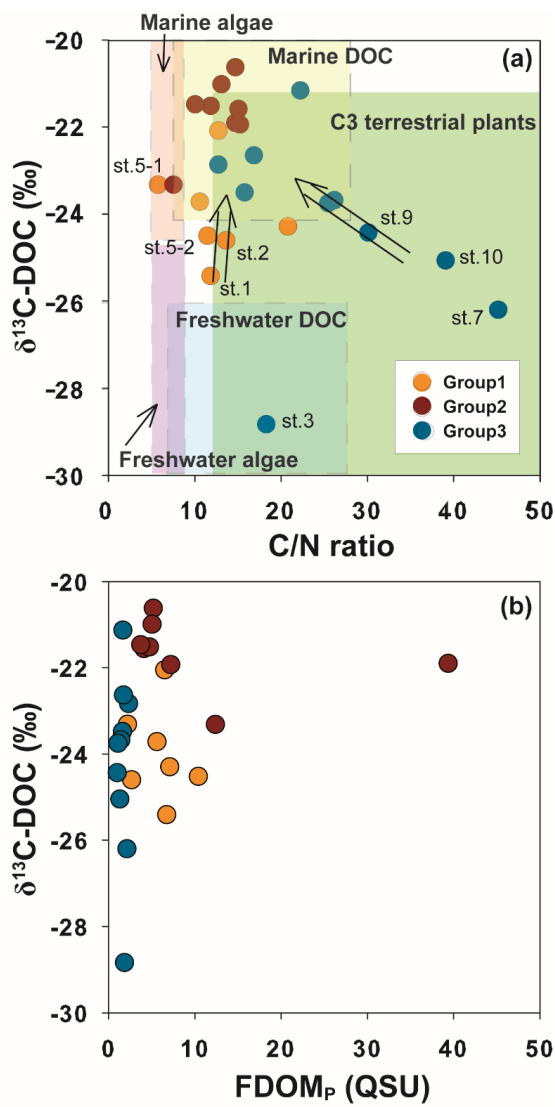 Marine algae
-20
(a)
Marine DOC
-22
C3 terrestrial plants
st.5-1
δ¹³C-DOC (‰)
-24
st.9
st.5-2
st.2
st.10
st.1
-26
st.7
Freshwater DOC
Group1
-28
Group2
st.3
Group3
Freshwater algae
-30
0 10 20 30 40 50
C/N ratio
-20
(b)
-22
δ¹³C-DOC (‰)
-24
-26
-28
-30
0 10 20 30 40 50
FDOMₚ (QSU)